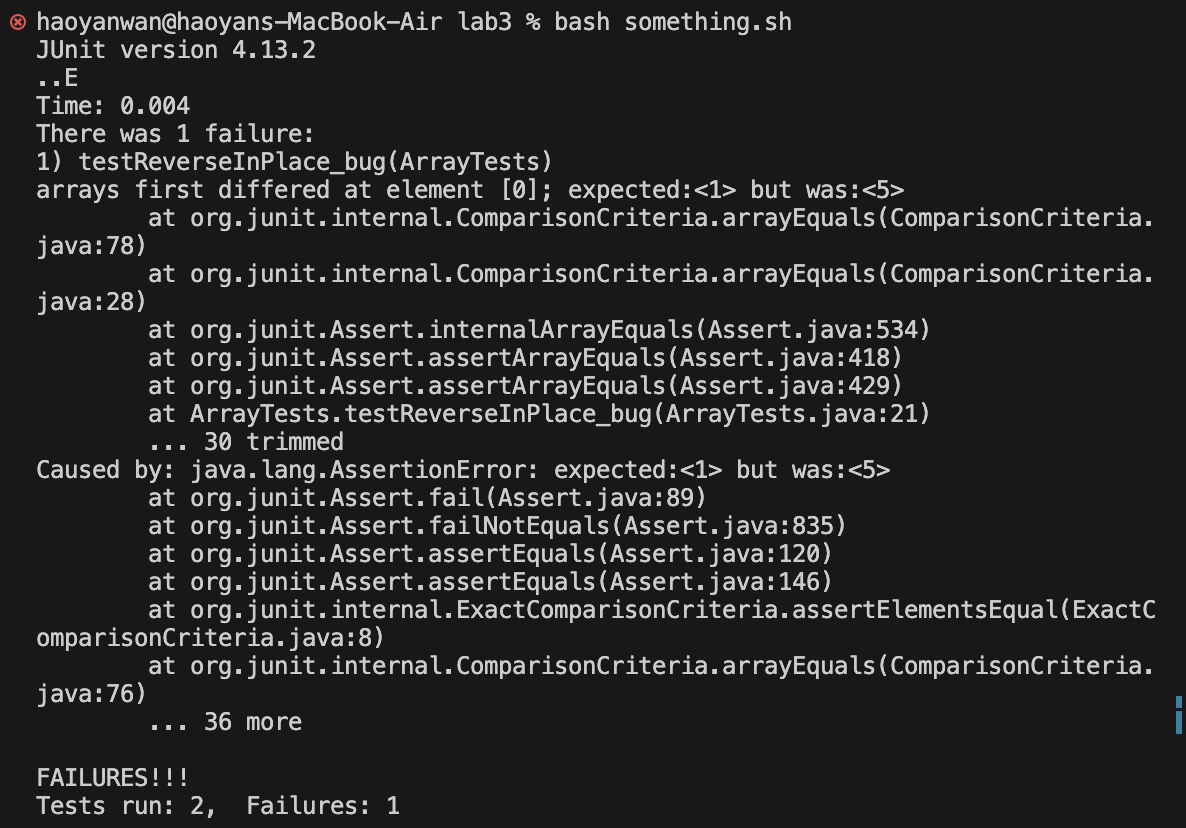 haoyanwan@haoyans-MacBook-Air lab3 % bash something.sh
JUnit version 4.13.2
..E
Time: 0.004
There was 1 failure:
1) testReverseInPlace_bug(ArrayTests)
arrays first differed at element [0]; expected:<1> but was:<5>
        at org.junit.internal.ComparisonCriteria.arrayEquals(ComparisonCriteria.
java:78)
        at org.junit.internal.ComparisonCriteria.arrayEquals(ComparisonCriteria.
java:28)
        at org.junit.Assert.internalArrayEquals(Assert.java:534)
        at org.junit.Assert.assertArrayEquals(Assert.java:418)
        at org.junit.Assert.assertArrayEquals(Assert.java:429)
        at ArrayTests.testReverseInPlace_bug(ArrayTests.java:21)
        ... 30 trimmed
Caused by: java.lang.AssertionError: expected:<1> but was:<5>
        at org.junit.Assert.fail(Assert.java:89)
        at org.junit.Assert.failNotEquals(Assert.java:835)
        at org.junit.Assert.assertEquals(Assert.java:120)
        at org.junit.Assert.assertEquals(Assert.java:146)
        at org.junit.internal.ExactComparisonCriteria.assertElementsEqual(ExactC
omparisonCriteria.java:8)
        at org.junit.internal.ComparisonCriteria.arrayEquals(ComparisonCriteria.
java:76)
        ... 36 more

FAILURES!!!
Tests run: 2,  Failures: 1